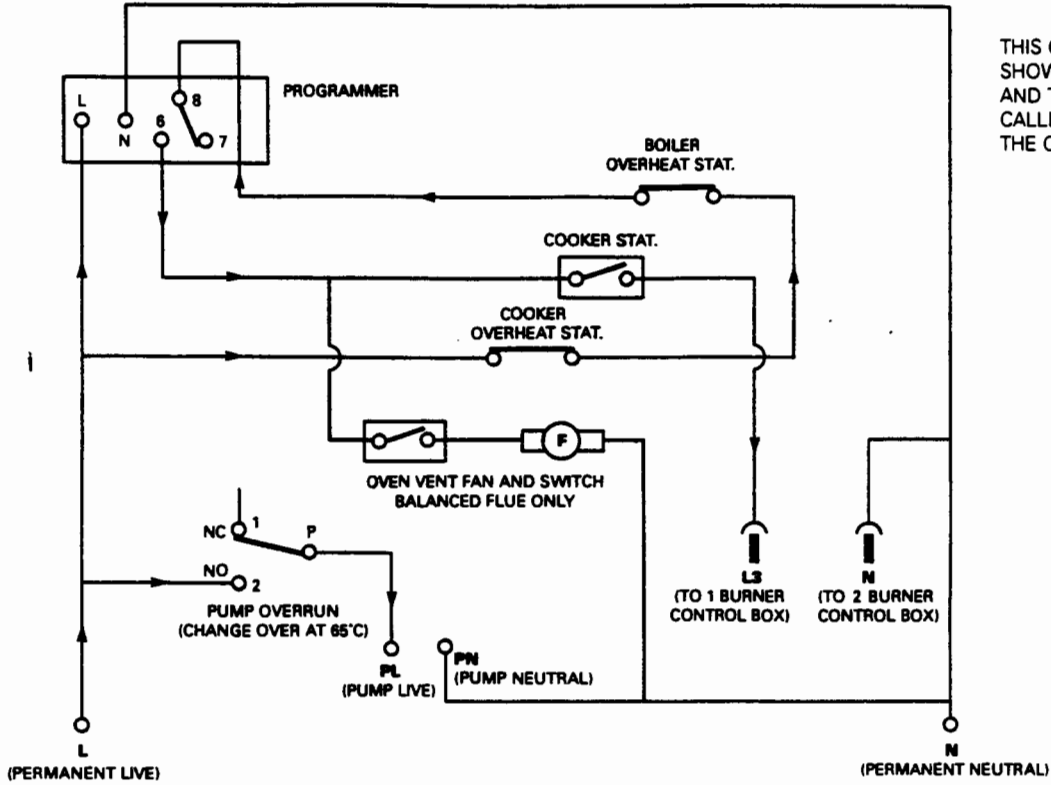 THIS
SHOW
AND
CALL
THE
PROGRAMMER
L
N
6
8
7
BOILER
OVERHEAT STAT.
COOKER STAT.
COOKER
OVERHEAT STAT.
F
OVEN VENT FAN AND SWITCH
BALANCED FLUE ONLY
NC
1
P
NO
2
PUMP OVERRUN
(CHANGE OVER AT 65°C)
PL
(PUMP LIVE)
PN
(PUMP NEUTRAL)
L3
(TO 1 BURNER
CONTROL BOX)
N
(TO 2 BURNER
CONTROL BOX)
L
(PERMANENT LIVE)
N
(PERMANENT NEUTRAL)